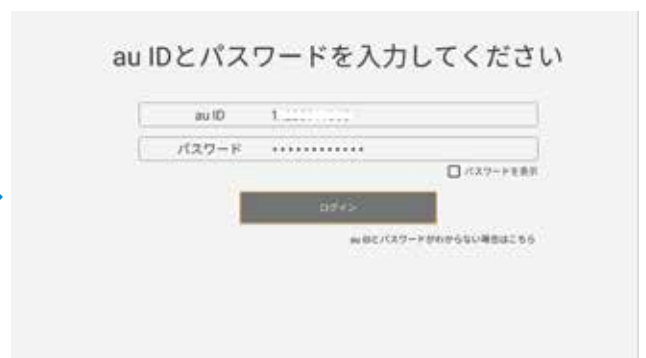 au IDとパスワードを入力してください
au ID
パスワード ••••••••••••
パスワードを表示
ログイン
au IDとパスワードがわからない場合はこちら